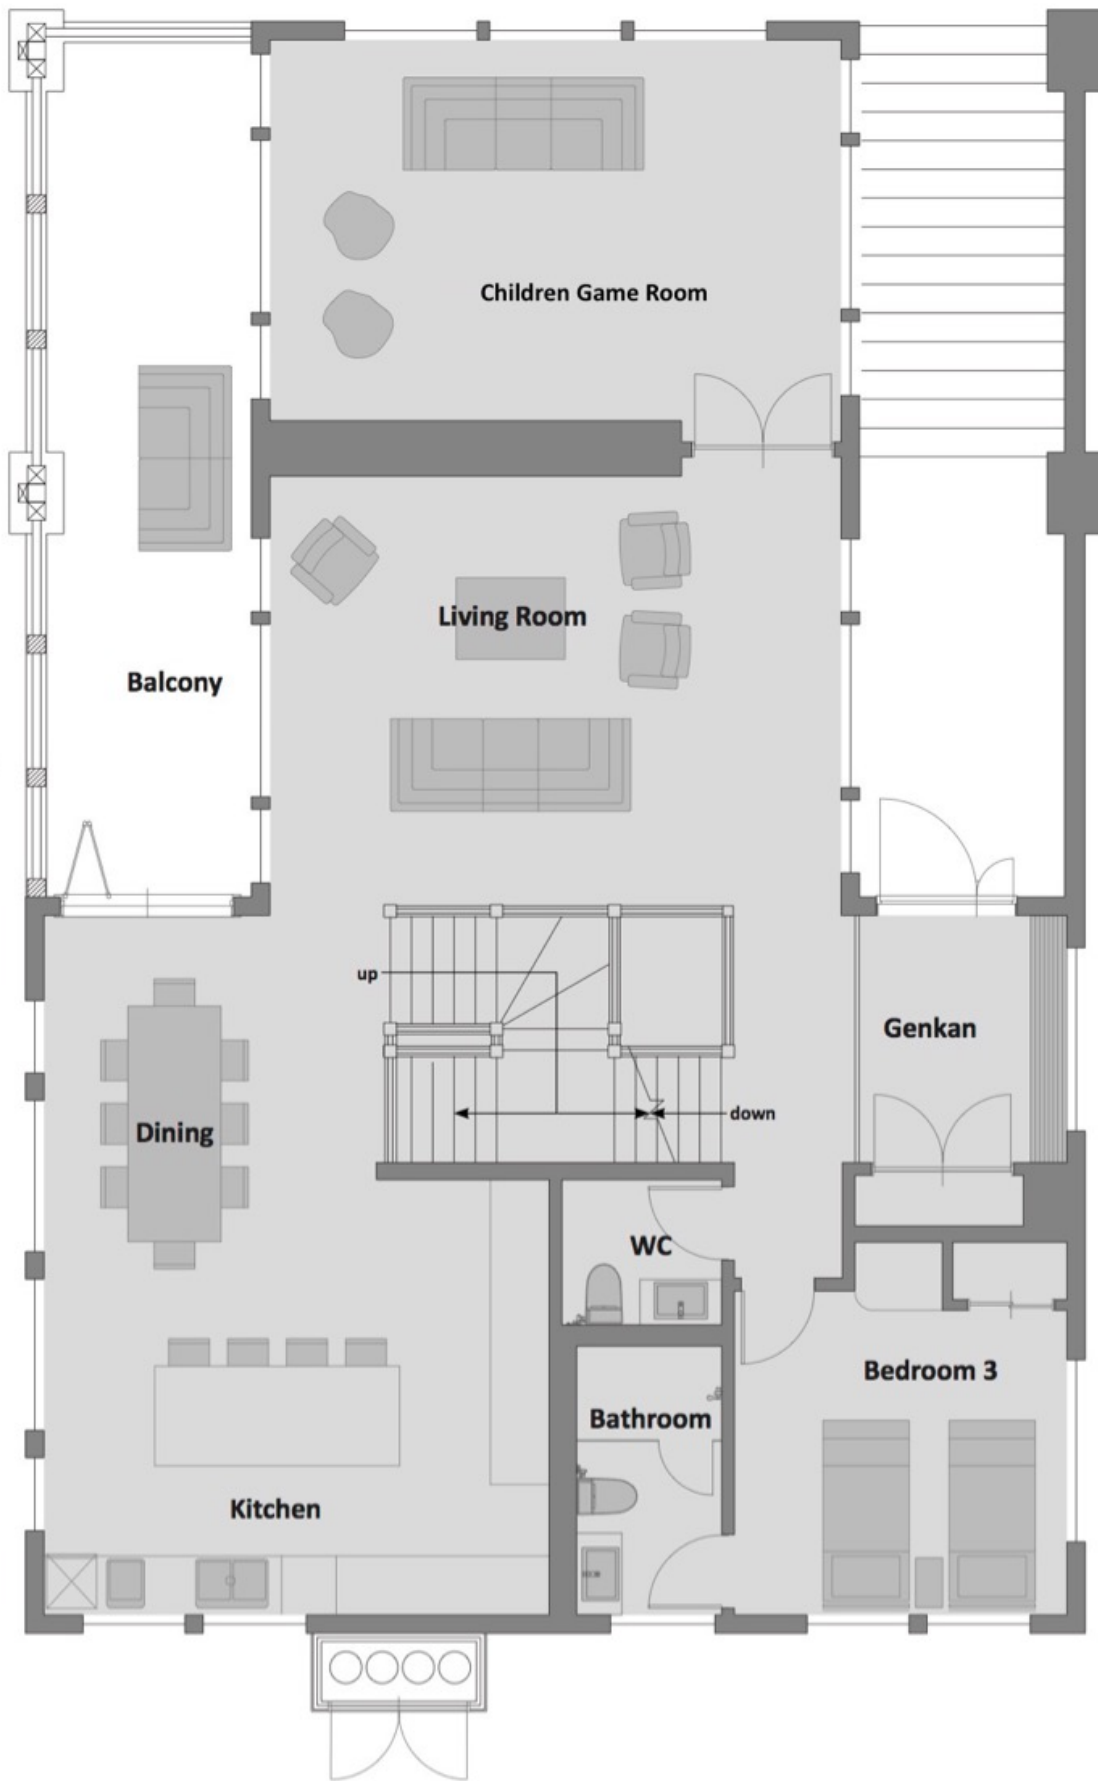 Children Game Room
Living Room
Balcony
up
Genkan
down
Dining
WC
Bedroom 3
Bathroom
Kitchen